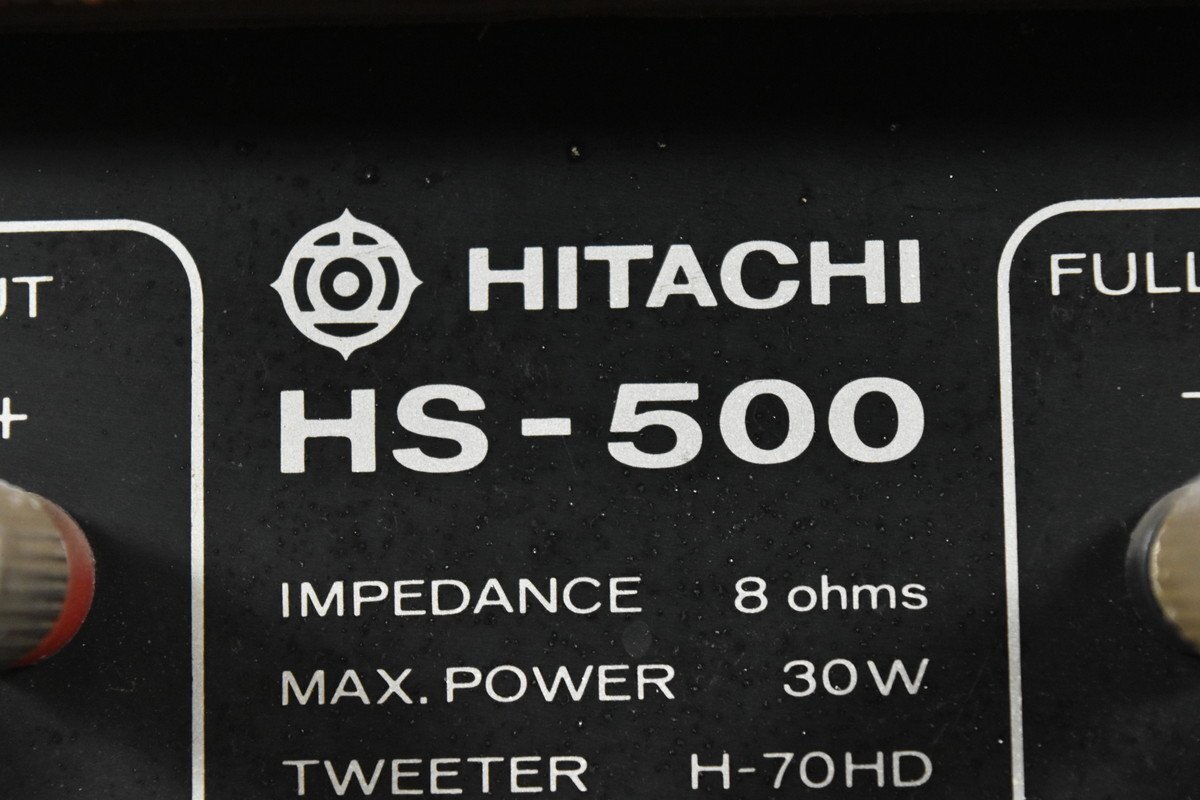 HITACHI
HS-500
IMPEDANCE 8 ohms
MAX. POWER 30W
TWEETER H-70HD
UT
+
FULL
-